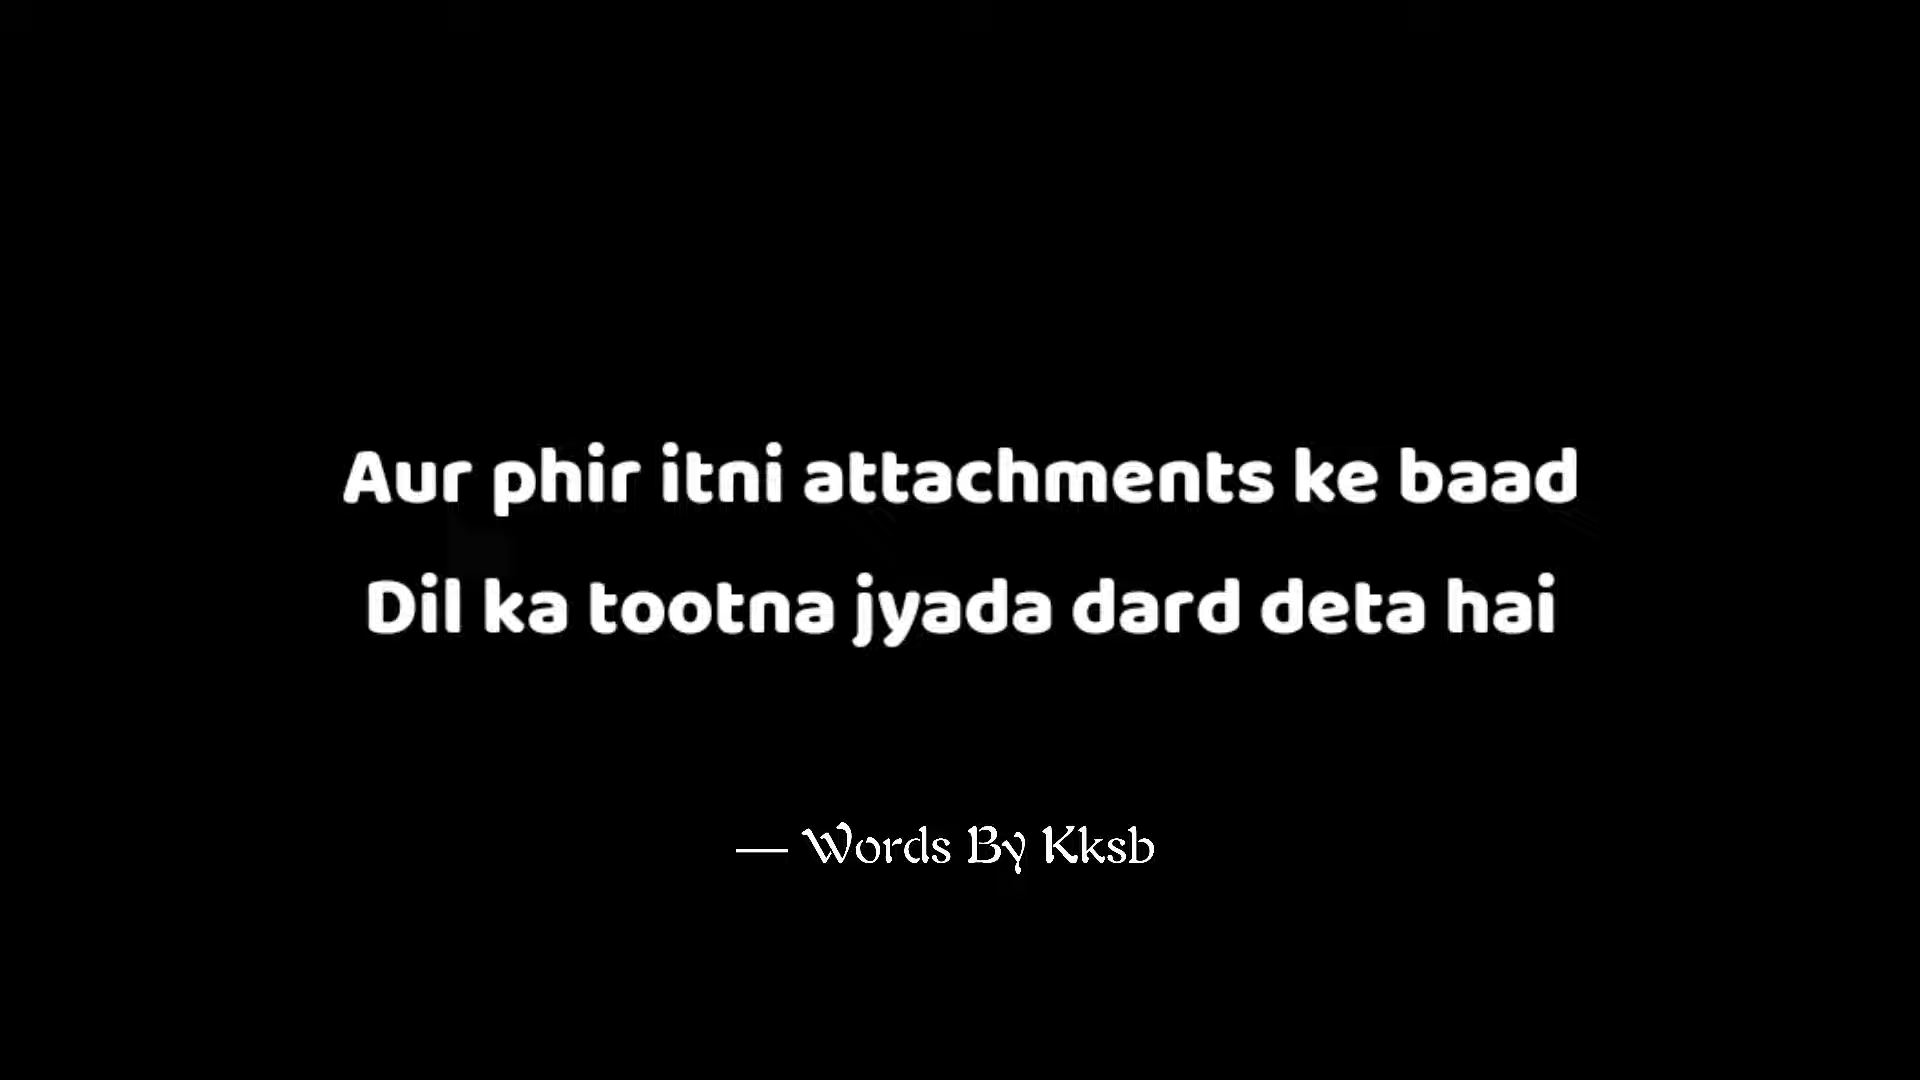 Aur phir itni attachments ke baad
Dil ka tootna jyada dard deta hai
— Words By Kksb